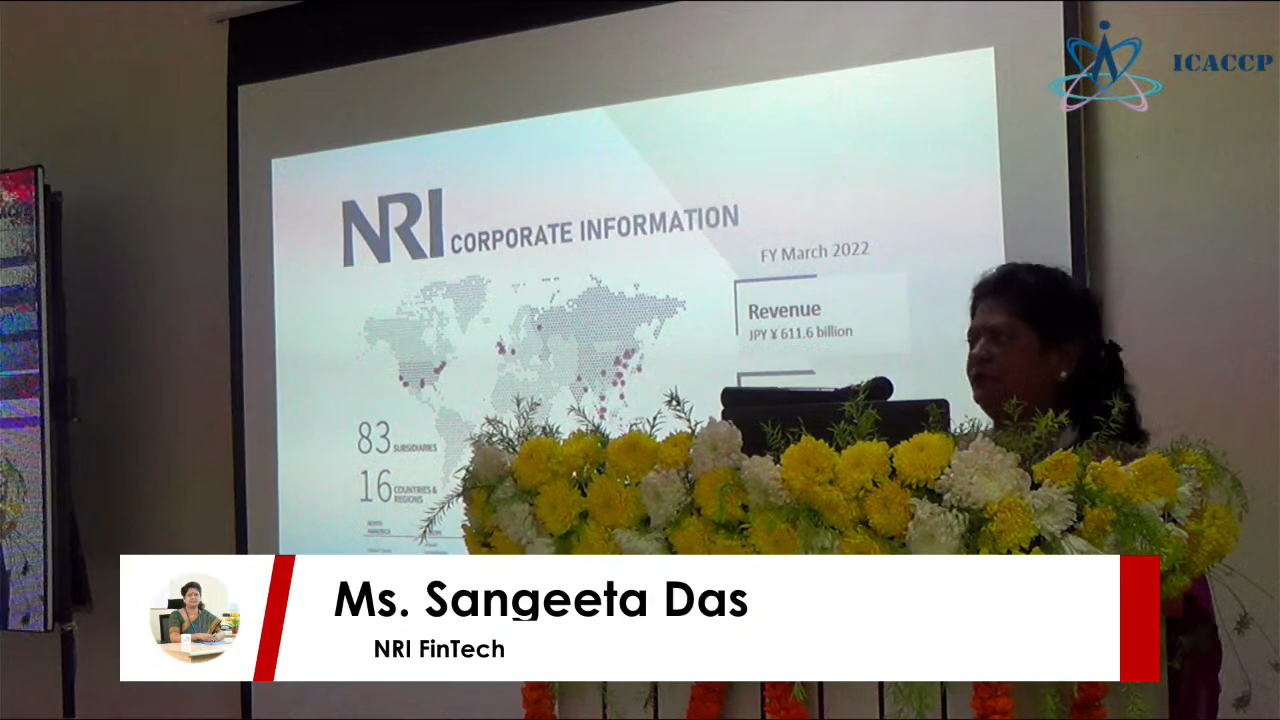 ICACCP
NRI CORPORATE INFORMATION
FY March 2022
Revenue
JPY ¥ 611.6 billion
83 SUBSIDIARIES
16 COUNTRIES &
REGIONS
Ms. Sangeeta Das
NRI FinTech